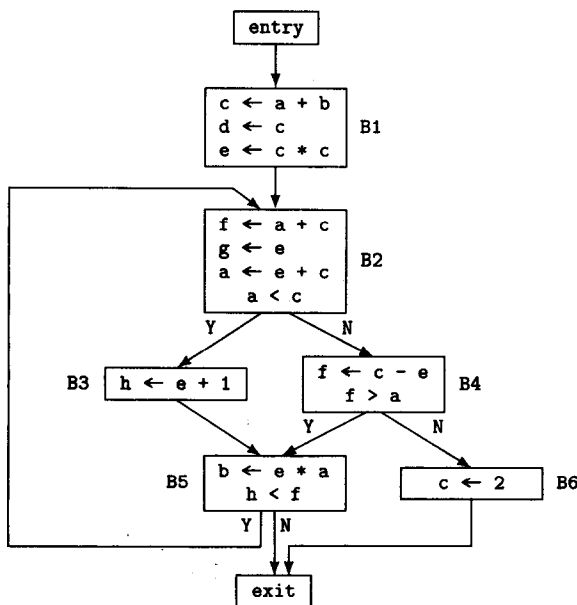 entry
c ← a + b
d ← c
e ← c * c
B1
f ← a + c
g ← e
a ← e + c
a < c
B2
Y N
B3
h ← e + 1
f ← c - e
f > a
B4
Y N
B5
b ← e * a
h < f
c ← 2
B6
Y N
exit